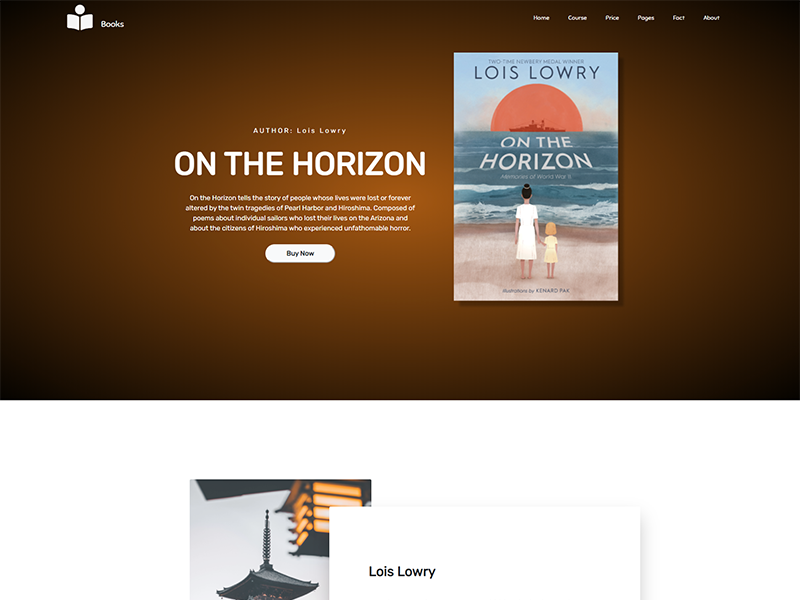 Books
Home Course Price Pages Fact About
AUTHOR: Lois Lowry
ON THE HORIZON
On the Horizon tells the story of people whose lives were lost or forever
altered by the twin tragedies of Pearl Harbor and Hiroshima. Composed of
poems about individual sailors who lost their lives on the Arizona and
about the citizens of Hiroshima who experienced unfathomable horror.
Buy Now
TWO TIME NEWBERY MEDAL WINNER
LOIS LOWRY
ON THE
HORIZON
Memories of World War II
Illustrations by KENARD PAK
Lois Lowry